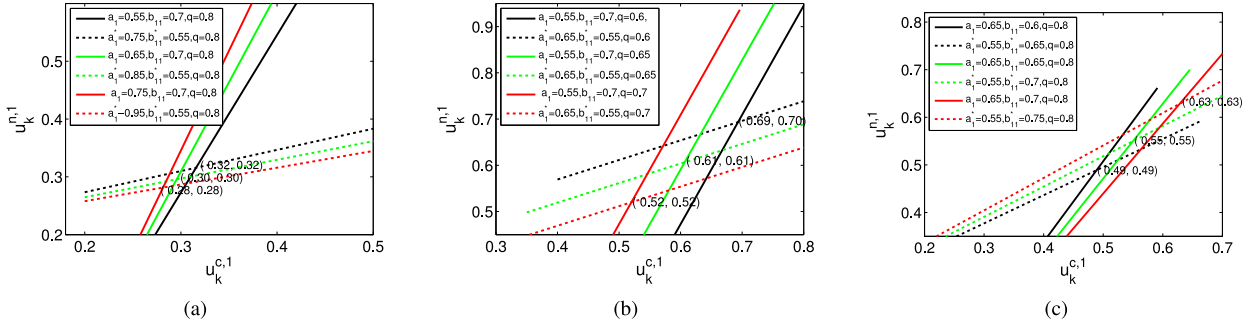 a₁=0.55,b₁₁=0.7,q=0.8
a₁*=0.75,b₁₁*=0.55,q=0.8
a₁=0.65,b₁₁=0.7,q=0.8
a₁*=0.85,b₁₁*=0.55,q=0.8
a₁=0.75,b₁₁=0.7,q=0.8
a₁*=0.95,b₁₁*=0.55,q=0.8
(0.32, 0.32)
(0.30, 0.30)
(0.28, 0.28)
0.2 0.4 0.6
0.2 0.3 0.4 0.5
u_k^{n,1}
u_k^{c,1}
(a)
a₁=0.55,b₁₁=0.7,q=0.6,
a₁*=0.65,b₁₁*=0.55,q=0.6
a₁=0.55,b₁₁=0.7,q=0.65
a₁*=0.65,b₁₁*=0.55,q=0.65
a₁=0.55,b₁₁=0.7,q=0.7
a₁*=0.65,b₁₁*=0.55,q=0.7
(0.69, 0.70)
(0.61, 0.61)
(0.52, 0.52)
0.9
0.8
0.7
0.6
0.5
0.3 0.4 0.5 0.6 0.7 0.8
u_k^{n,1}
u_k^{c,1}
(b)
a₁=0.65,b₁₁=0.6,q=0.8
a₁*=0.55,b₁₁*=0.65,q=0.8
a₁=0.65,b₁₁=0.65,q=0.8
a₁*=0.55,b₁₁*=0.7,q=0.8
a₁=0.65,b₁₁=0.7,q=0.8
a₁*=0.55,b₁₁*=0.75,q=0.8
(0.63, 0.63)
(0.55, 0.55)
(0.49, 0.49)
0.8
0.7
0.6
0.5
0.4
0.2 0.3 0.4 0.5 0.6 0.7
u_k^{n,1}
u_k^{c,1}
(c)